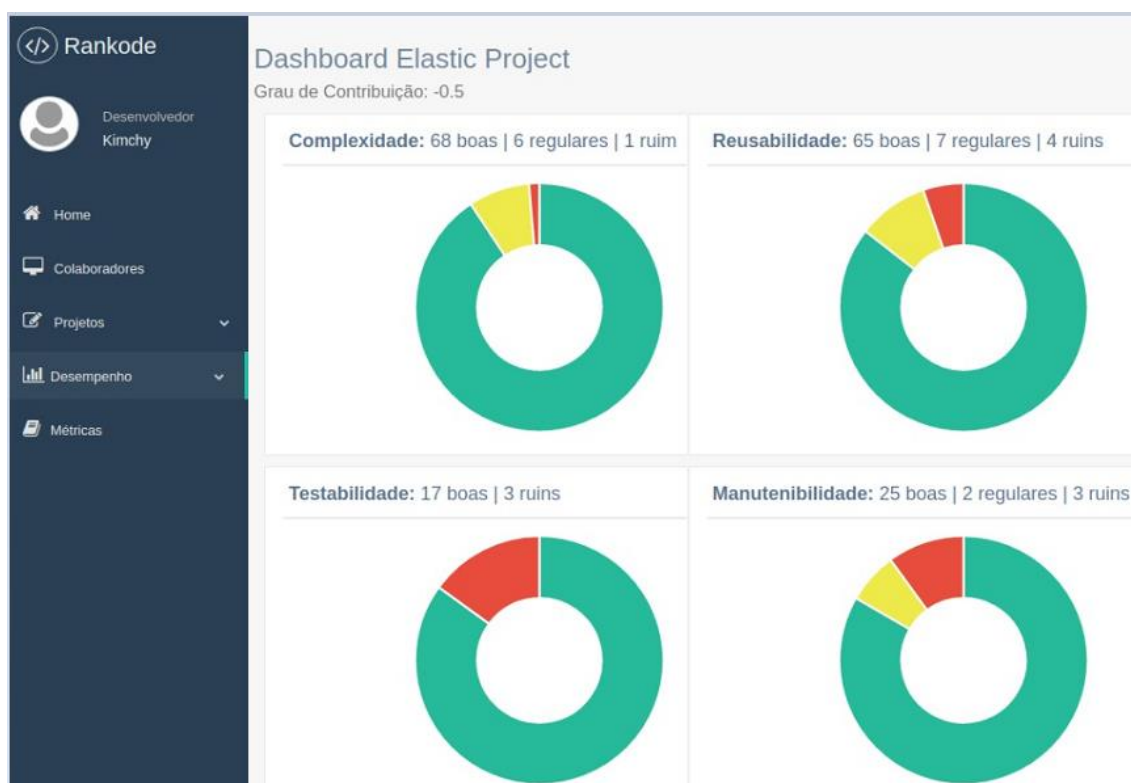 </> Rankode
Desenvolvedor
Kimchy
Home
Colaboradores
Projetos
Desempenho
Métricas
Dashboard Elastic Project
Grau de Contribuição: -0.5
Complexidade: 68 boas | 6 regulares | 1 ruim
Reusabilidade: 65 boas | 7 regulares | 4 ruins
Testabilidade: 17 boas | 3 ruins
Manutenibilidade: 25 boas | 2 regulares | 3 ruins